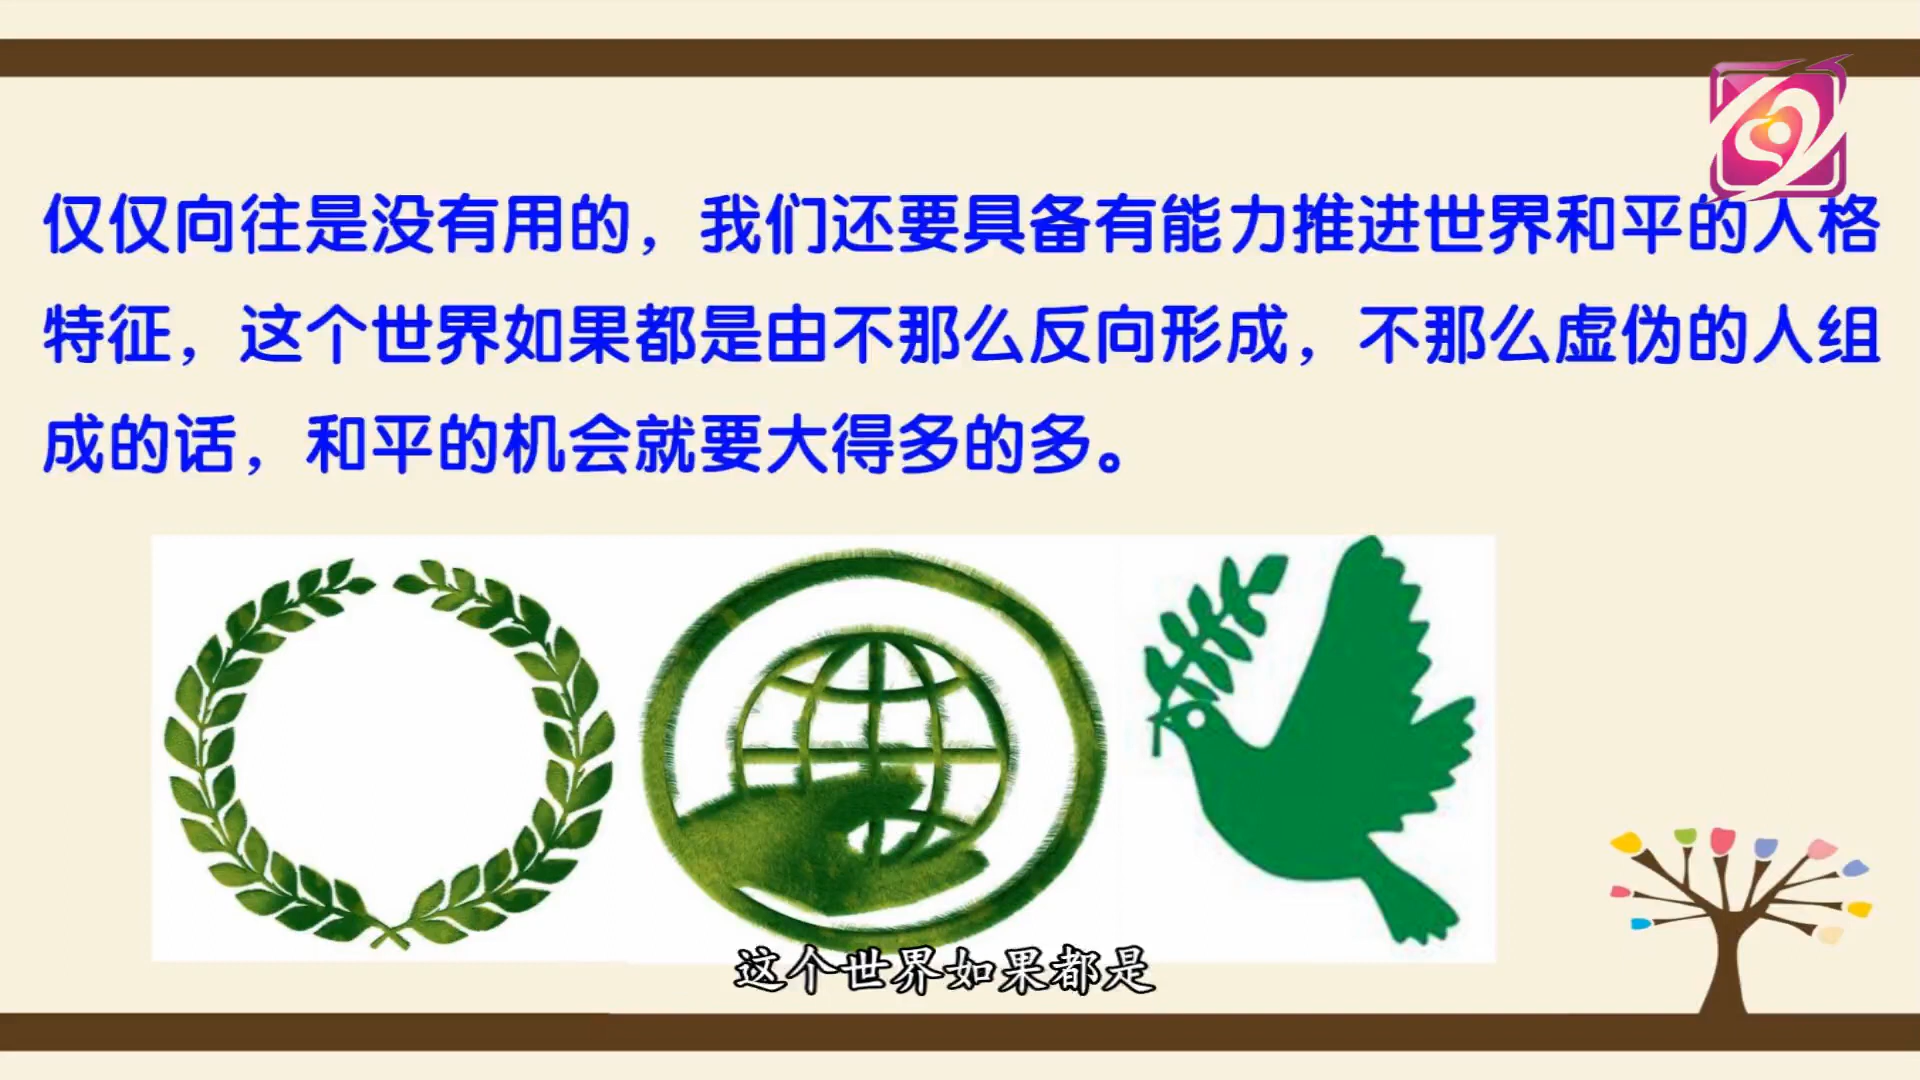 仅仅向往是没有用的，我们还要具备有能力推进世界和平的人格
特征，这个世界如果都是由不那么反向形成，不那么虚伪的人组
成的话，和平的机会就要大得多的多。
这个世界如果都是